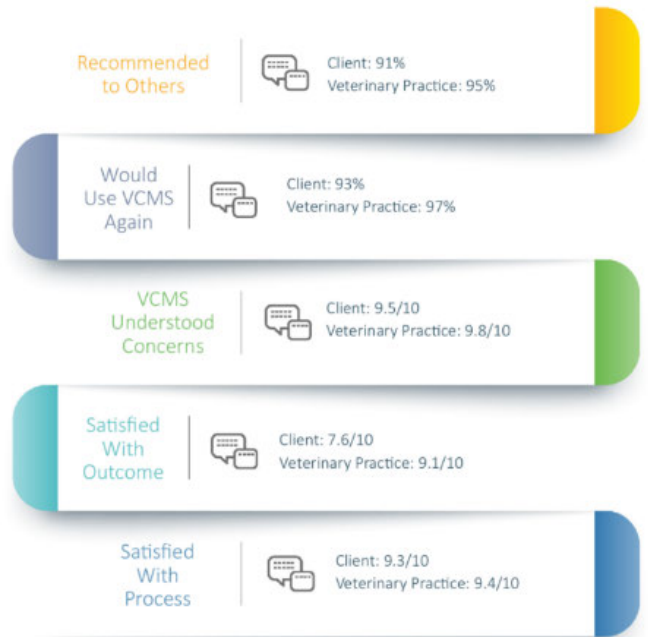 Recommended
to Others
Client: 91%
Veterinary Practice: 95%
Would
Use VCMS
Again
Client: 93%
Veterinary Practice: 97%
VCMS
Understood
Concerns
Client: 9.5/10
Veterinary Practice: 9.8/10
Satisfied
With
Outcome
Client: 7.6/10
Veterinary Practice: 9.1/10
Satisfied
With
Process
Client: 9.3/10
Veterinary Practice: 9.4/10